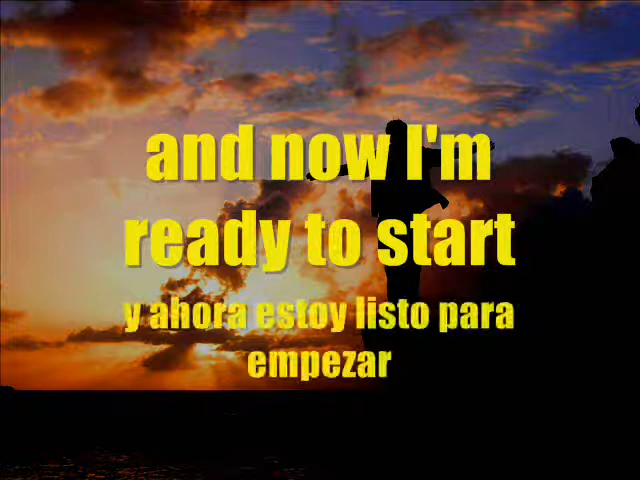 and now I'm
ready to start
y ahora estoy listo para
empezar